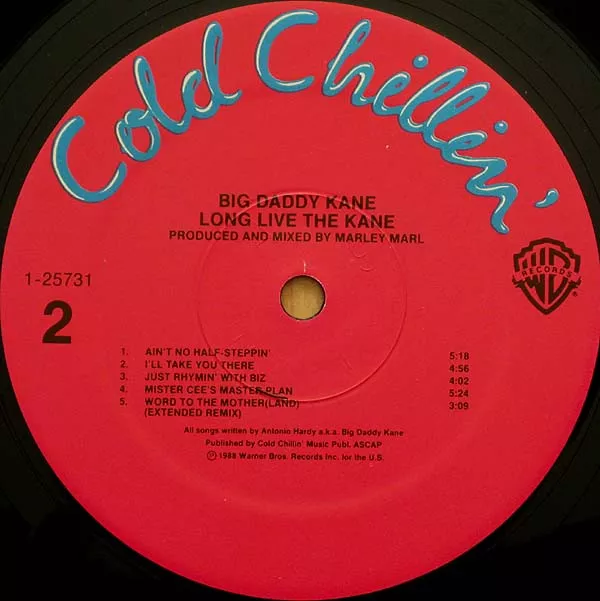 Cold Chillin'
BIG DADDY KANE
LONG LIVE THE KANE
PRODUCED AND MIXED BY MARLEY MARL
1-25731
WB RECORDS ®
2
1. AIN'T NO HALF-STEPPIN' 5:18
2. I'LL TAKE YOU THERE 4:56
3. JUST RHYMIN' WITH BIZ 4:02
4. MISTER CEE'S MASTER PLAN 5:24
5. WORD TO THE MOTHER(LAND) 3:09
(EXTENDED REMIX)
All songs written by Antonio Hardy a.k.a. Big Daddy Kane
Published by Cold Chillin' Music Publ. ASCAP
℗©1988 Warner Bros. Records Inc. for the U.S.